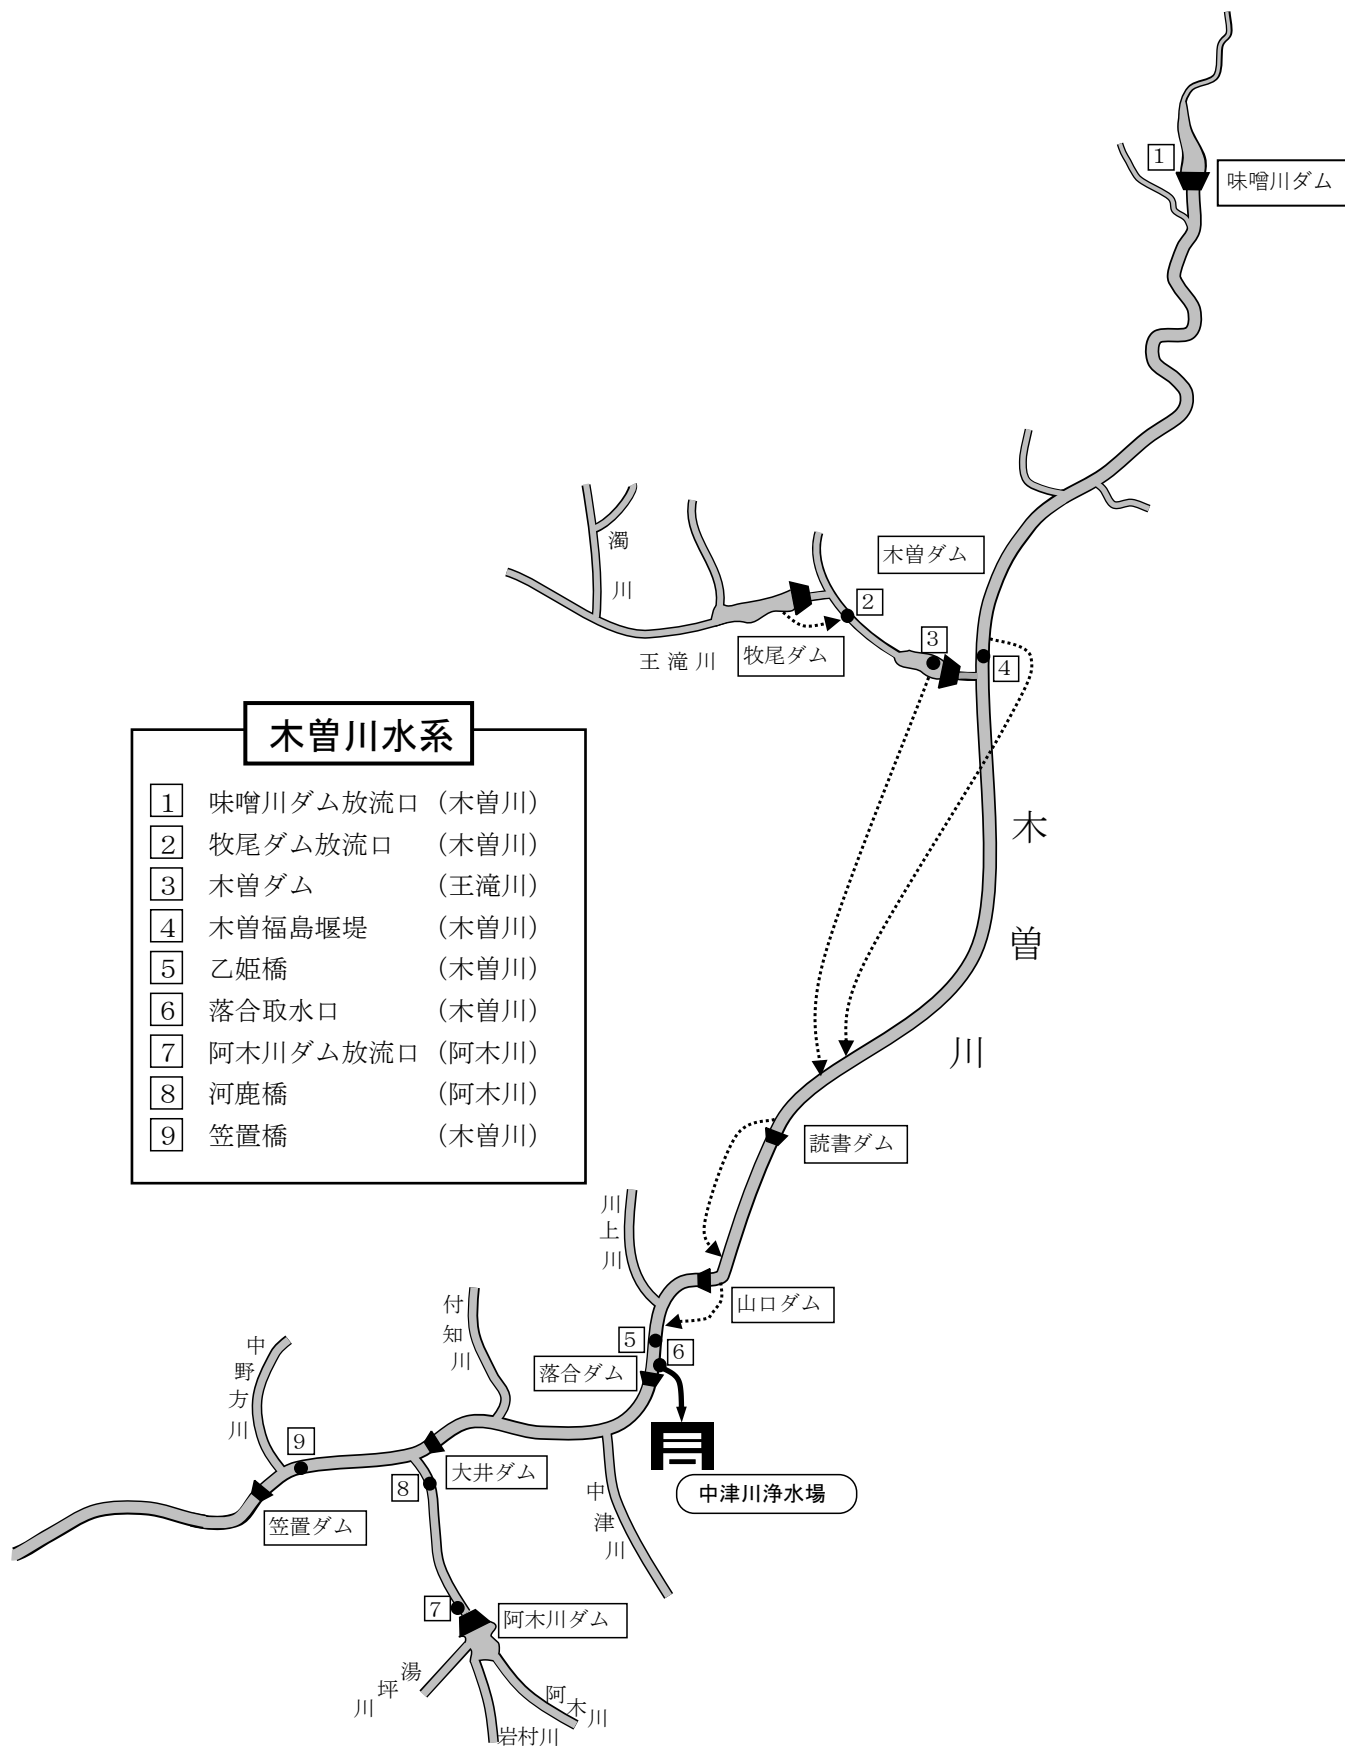 1
味噌川ダム
木曽ダム
濁川
2
3
王滝川
牧尾ダム
4
木曽川水系
1 味噌川ダム放流口（木曽川）
2 牧尾ダム放流口（木曽川）
3 木曽ダム（王滝川）
4 木曽福島堰堤（木曽川）
5 乙姫橋（木曽川）
6 落合取水口（木曽川）
7 阿木川ダム放流口（阿木川）
8 河鹿橋（阿木川）
9 笠置橋（木曽川）
木曽川
読書ダム
川上川
山口ダム
付知川
5
6
中野方川
落合ダム
9
大井ダム
8
中津川浄水場
中津川
笠置ダム
7
阿木川ダム
湯坪川
阿木川
岩村川